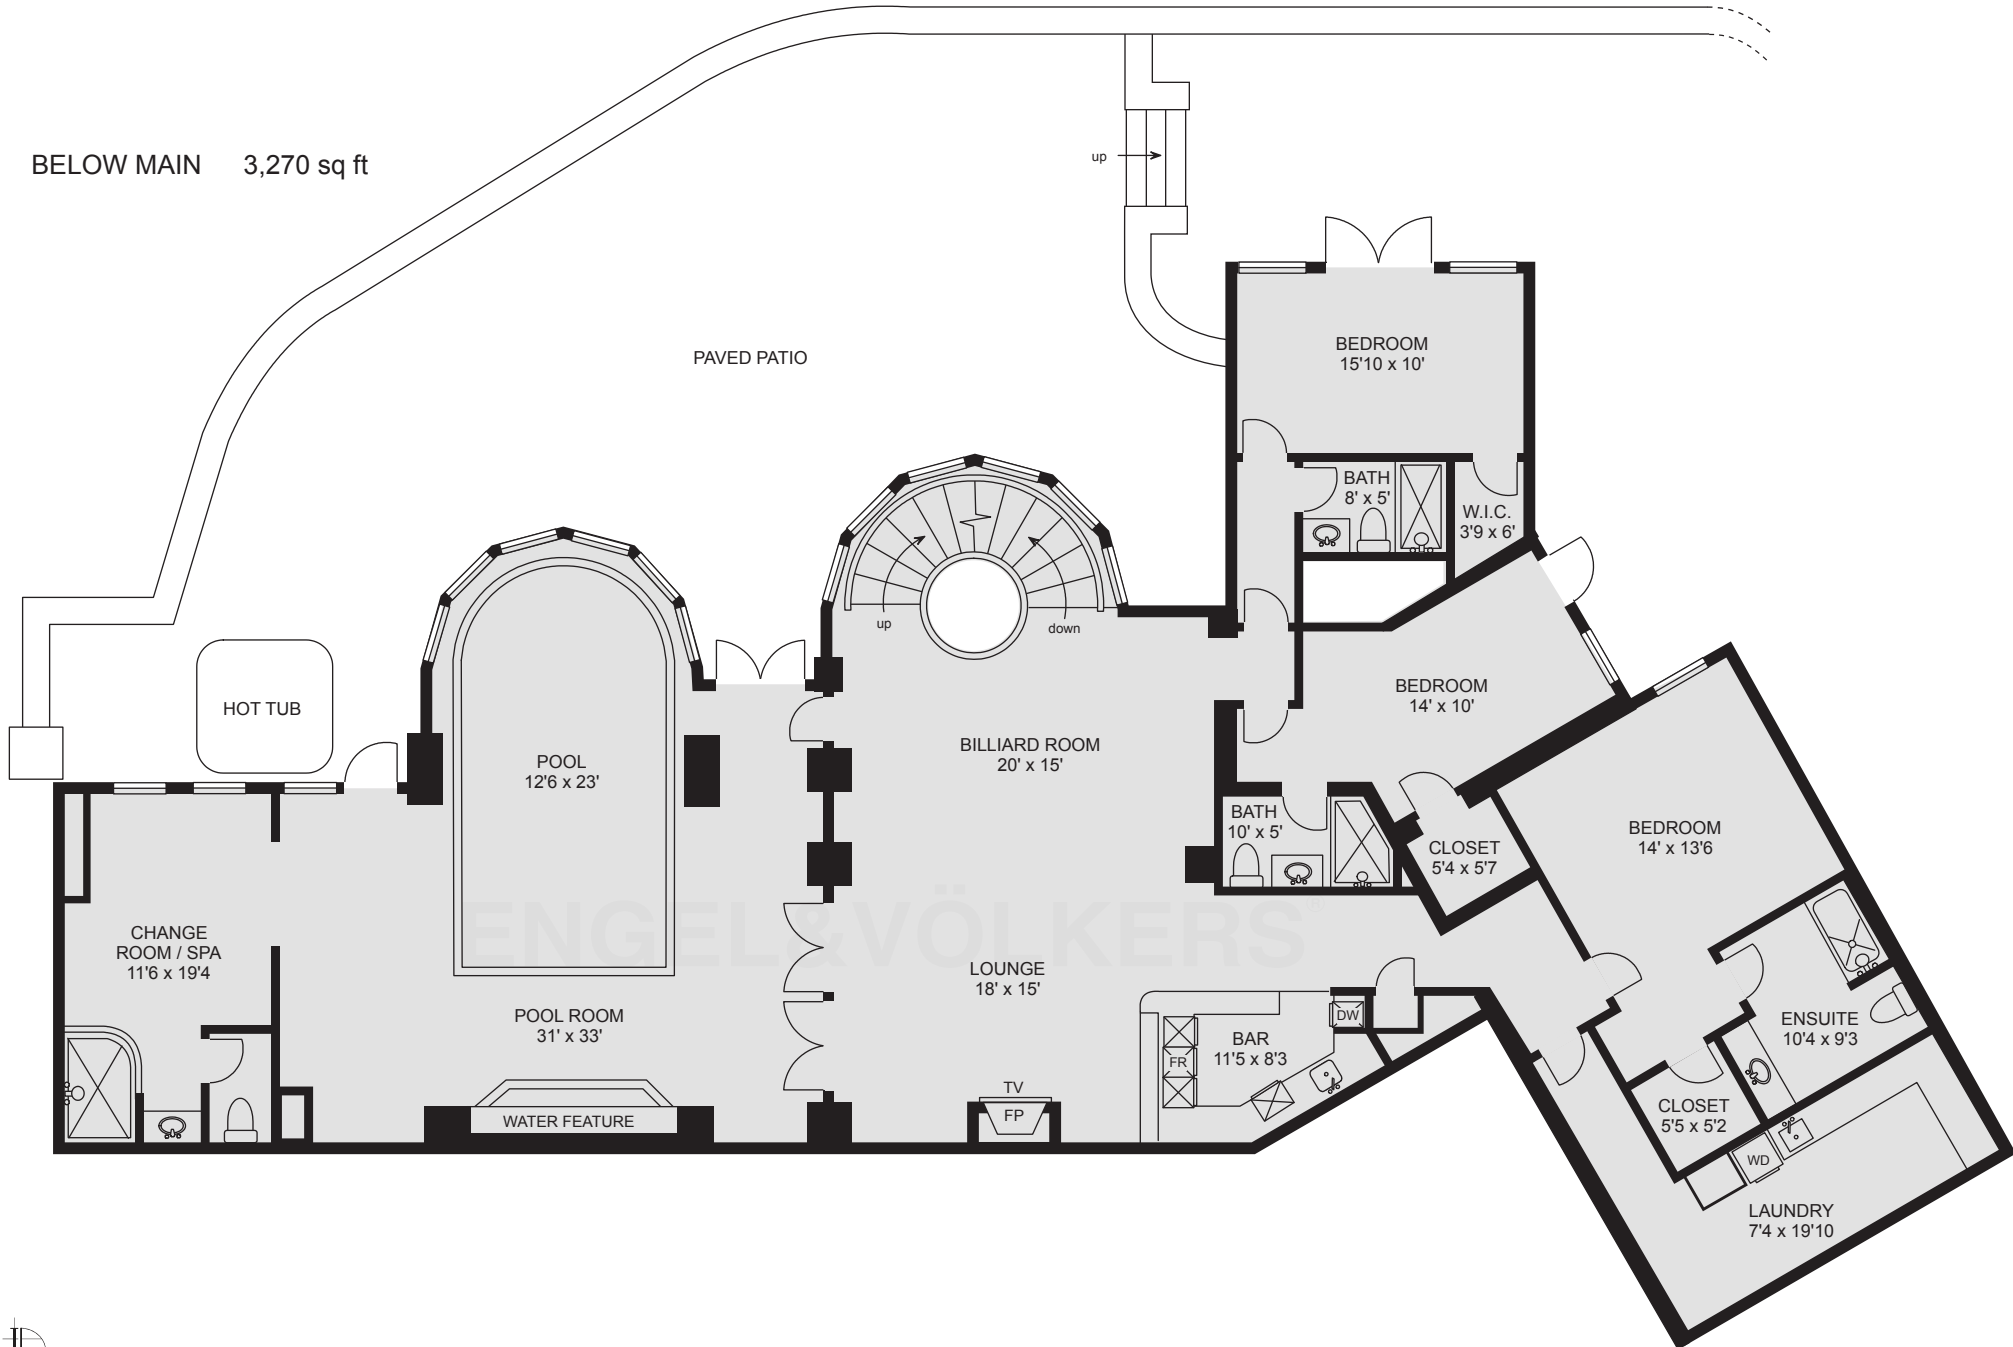 BELOW MAIN 3,270 sq ft
up
PAVED PATIO
BEDROOM
15'10 x 10'
BATH
8' x 5'
W.I.C.
3'9 x 6'
up
down
HOT TUB
BEDROOM
14' x 10'
POOL
12'6 x 23'
BILLIARD ROOM
20' x 15'
BATH
10' x 5'
CLOSET
5'4 x 5'7
BEDROOM
14' x 13'6
ENGEL&VÖLKERS®
CHANGE
ROOM / SPA
11'6 x 19'4
LOUNGE
18' x 15'
POOL ROOM
31' x 33'
DW
BAR
11'5 x 8'3
FR
ENSUITE
10'4 x 9'3
TV
FP
WATER FEATURE
CLOSET
5'5 x 5'2
WD
LAUNDRY
7'4 x 19'10